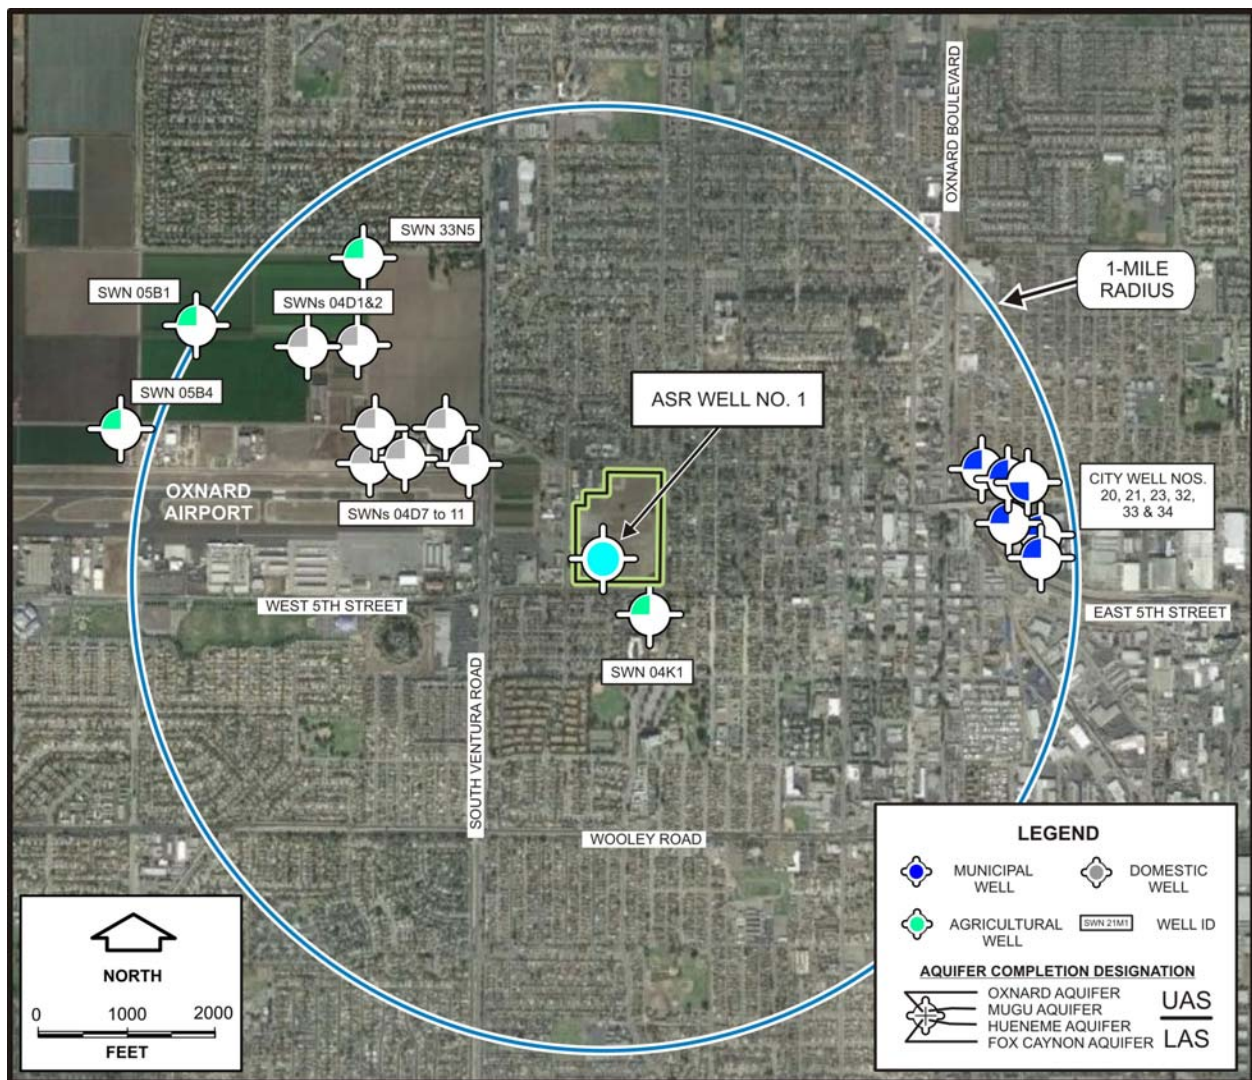 OXNARD BOULEVARD
SWN 33N5
1-MILE
RADIUS
SWN 05B1
SWNs 04D1&2
SWN 05B4
ASR WELL NO. 1
OXNARD
AIRPORT
SWNs 04D7 to 11
CITY WELL NOS.
20, 21, 23, 32,
33 & 34
WEST 5TH STREET
EAST 5TH STREET
SWN 04K1
SOUTH VENTURA ROAD
WOOLEY ROAD
NORTH
0 1000 2000
FEET
LEGEND
MUNICIPAL
WELL
DOMESTIC
WELL
AGRICULTURAL
WELL
SWN 21M1
WELL ID
AQUIFER COMPLETION DESIGNATION
OXNARD AQUIFER
MUGU AQUIFER
HUENEME AQUIFER
FOX CAYNON AQUIFER
UAS
LAS